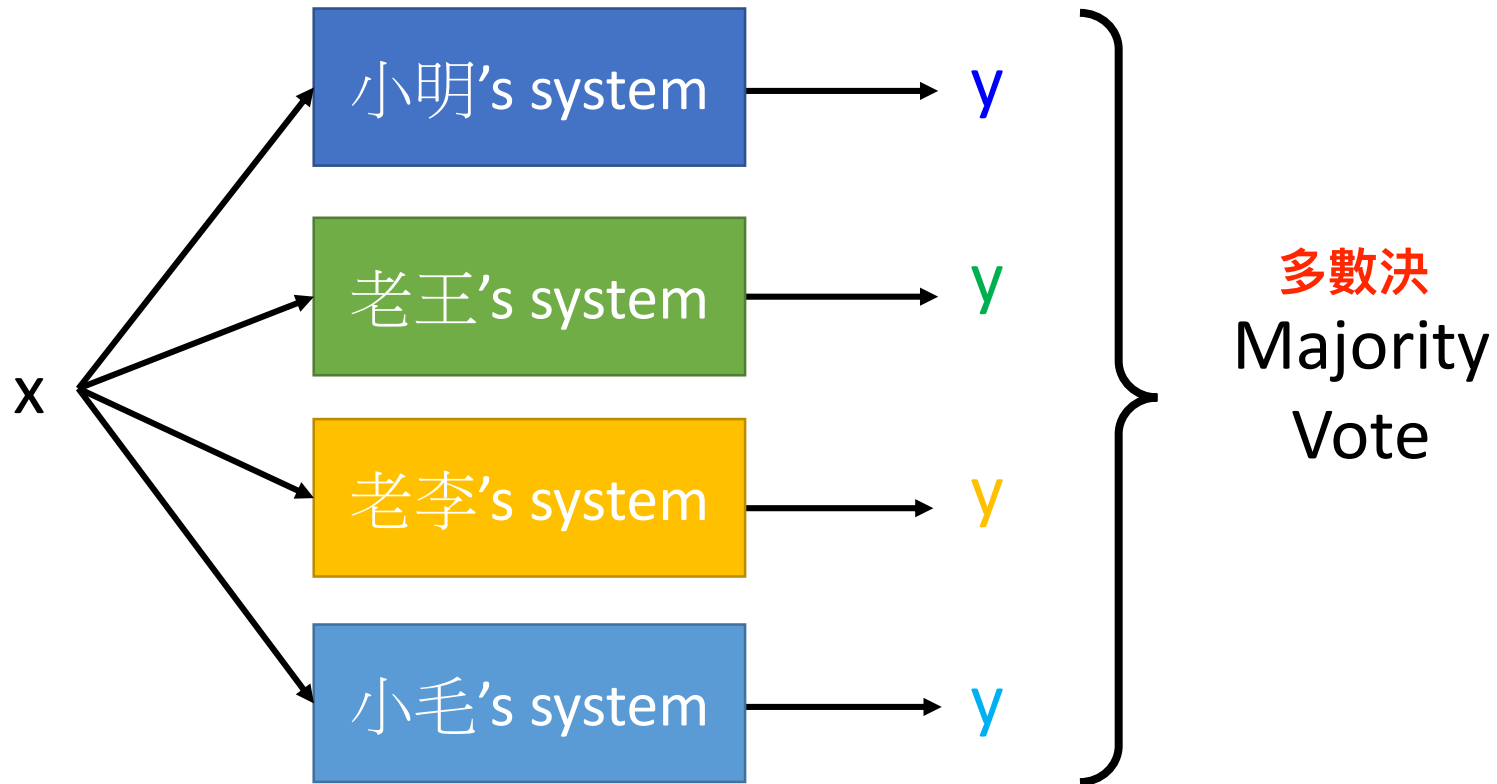 x
小明's system
y
老王's system
y
老李's system
y
小毛's system
y
多數決
Majority
Vote